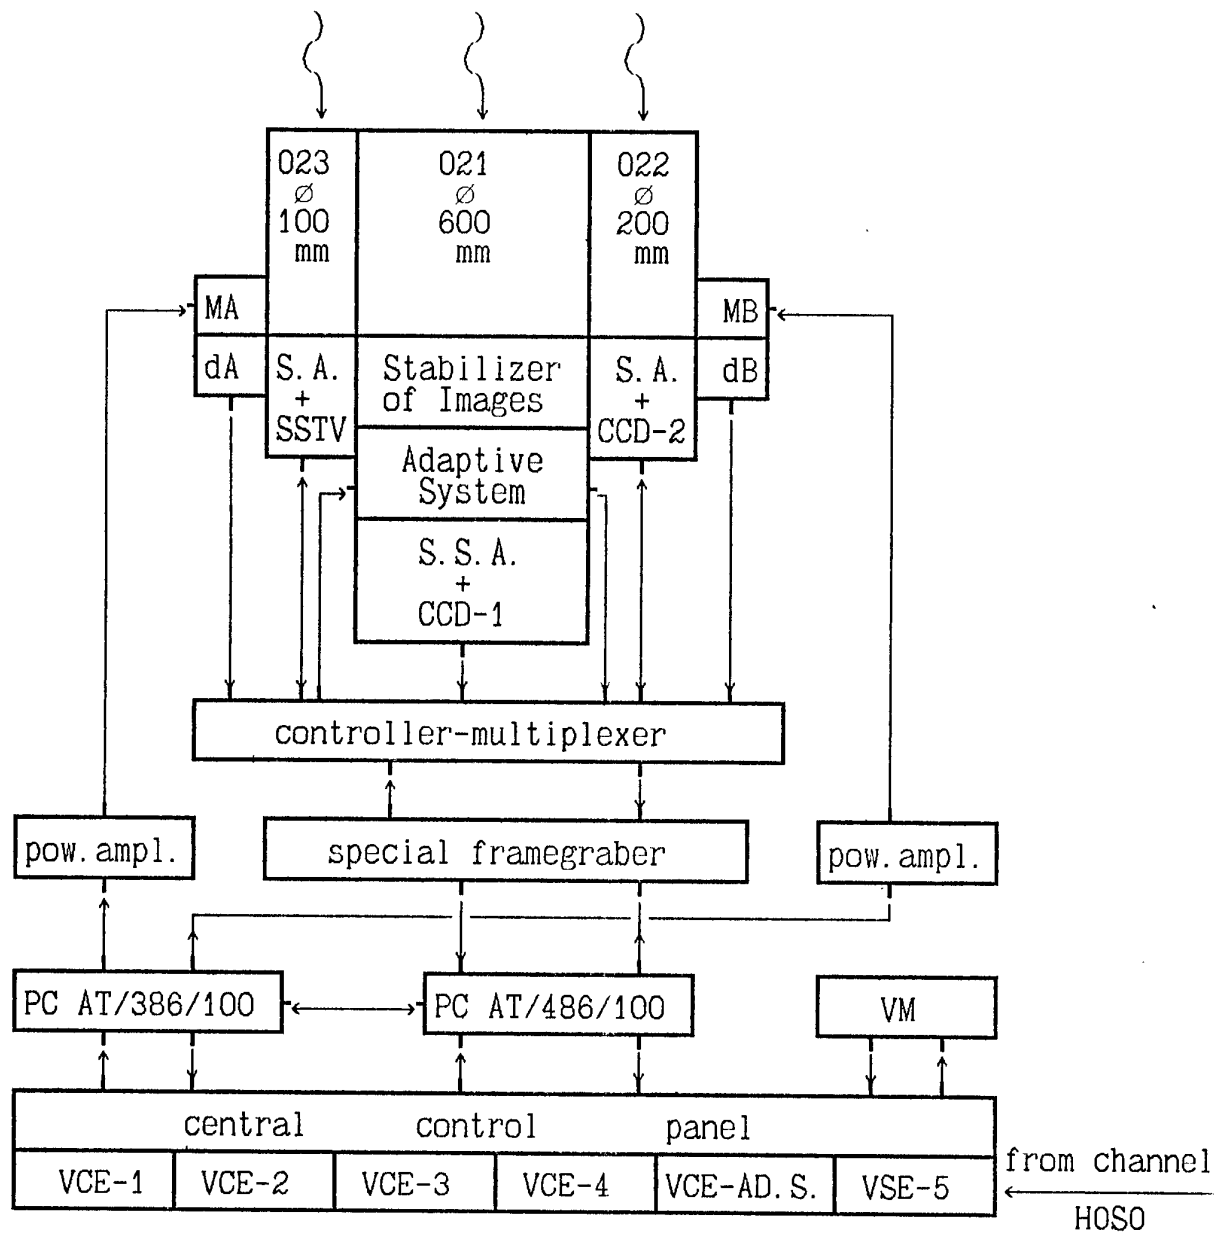 023
Ø
100
mm
021
Ø
600
mm
022
Ø
200
mm
MA
MB
dA
S. A.
+
SSTV
Stabilizer
of Images
S. A.
+
CCD-2
dB
Adaptive
System
S. S. A.
+
CCD-1
controller-multiplexer
pow. ampl.
special framegraber
pow. ampl.
PC AT/386/100
PC AT/486/100
VM
central control panel
VCE-1
VCE-2
VCE-3
VCE-4
VCE-AD. S.
VSE-5
from channel
HOSO